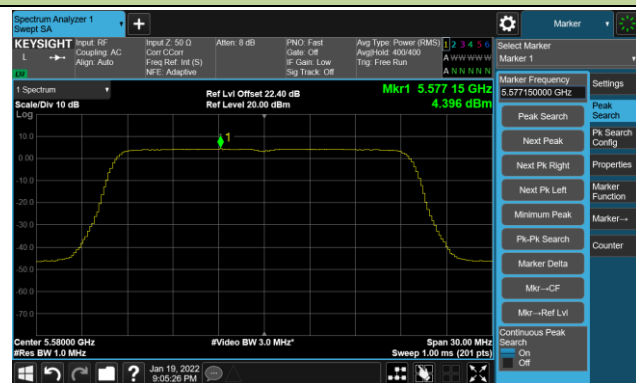 Spectrum Analyzer 1
Swept SA
+
Marker
KEYSIGHT
L
Input: RF
Coupling: AC
Align: Auto
Input Z: 50 Ω
Corr CCorr
Freq Ref: Int (S)
NFE: Adaptive
Atten: 8 dB
PNO: Fast
Gate: Off
IF Gain: Low
Sig Track: Off
Avg Type: Power (RMS)
Avg|Hold: 400/400
Trig: Free Run
1 2 3 4 5 6
A W W W W W
A N N N N N
Select Marker
Marker 1
1 Spectrum
Scale/Div 10 dB
Log
Ref Lvl Offset 22.40 dB
Ref Level 20.00 dBm
Mkr1 5.577 15 GHz
4.396 dBm
1
10.0
0.00
-10.0
-20.0
-30.0
-40.0
-50.0
-60.0
-70.0
Center 5.58000 GHz
#Res BW 1.0 MHz
#Video BW 3.0 MHz*
Span 30.00 MHz
Sweep 1.00 ms (201 pts)
Marker Frequency
5.577150000 GHz
Peak Search
Next Peak
Next Pk Right
Next Pk Left
Minimum Peak
Pk-Pk Search
Marker Delta
Mkr→CF
Mkr→Ref Lvl
Continuous Peak
Search
On
Off
Settings
Peak
Search
Pk Search
Config
Properties
Marker
Function
Marker→
Counter
?
Jan 19, 2022
9:05:26 PM